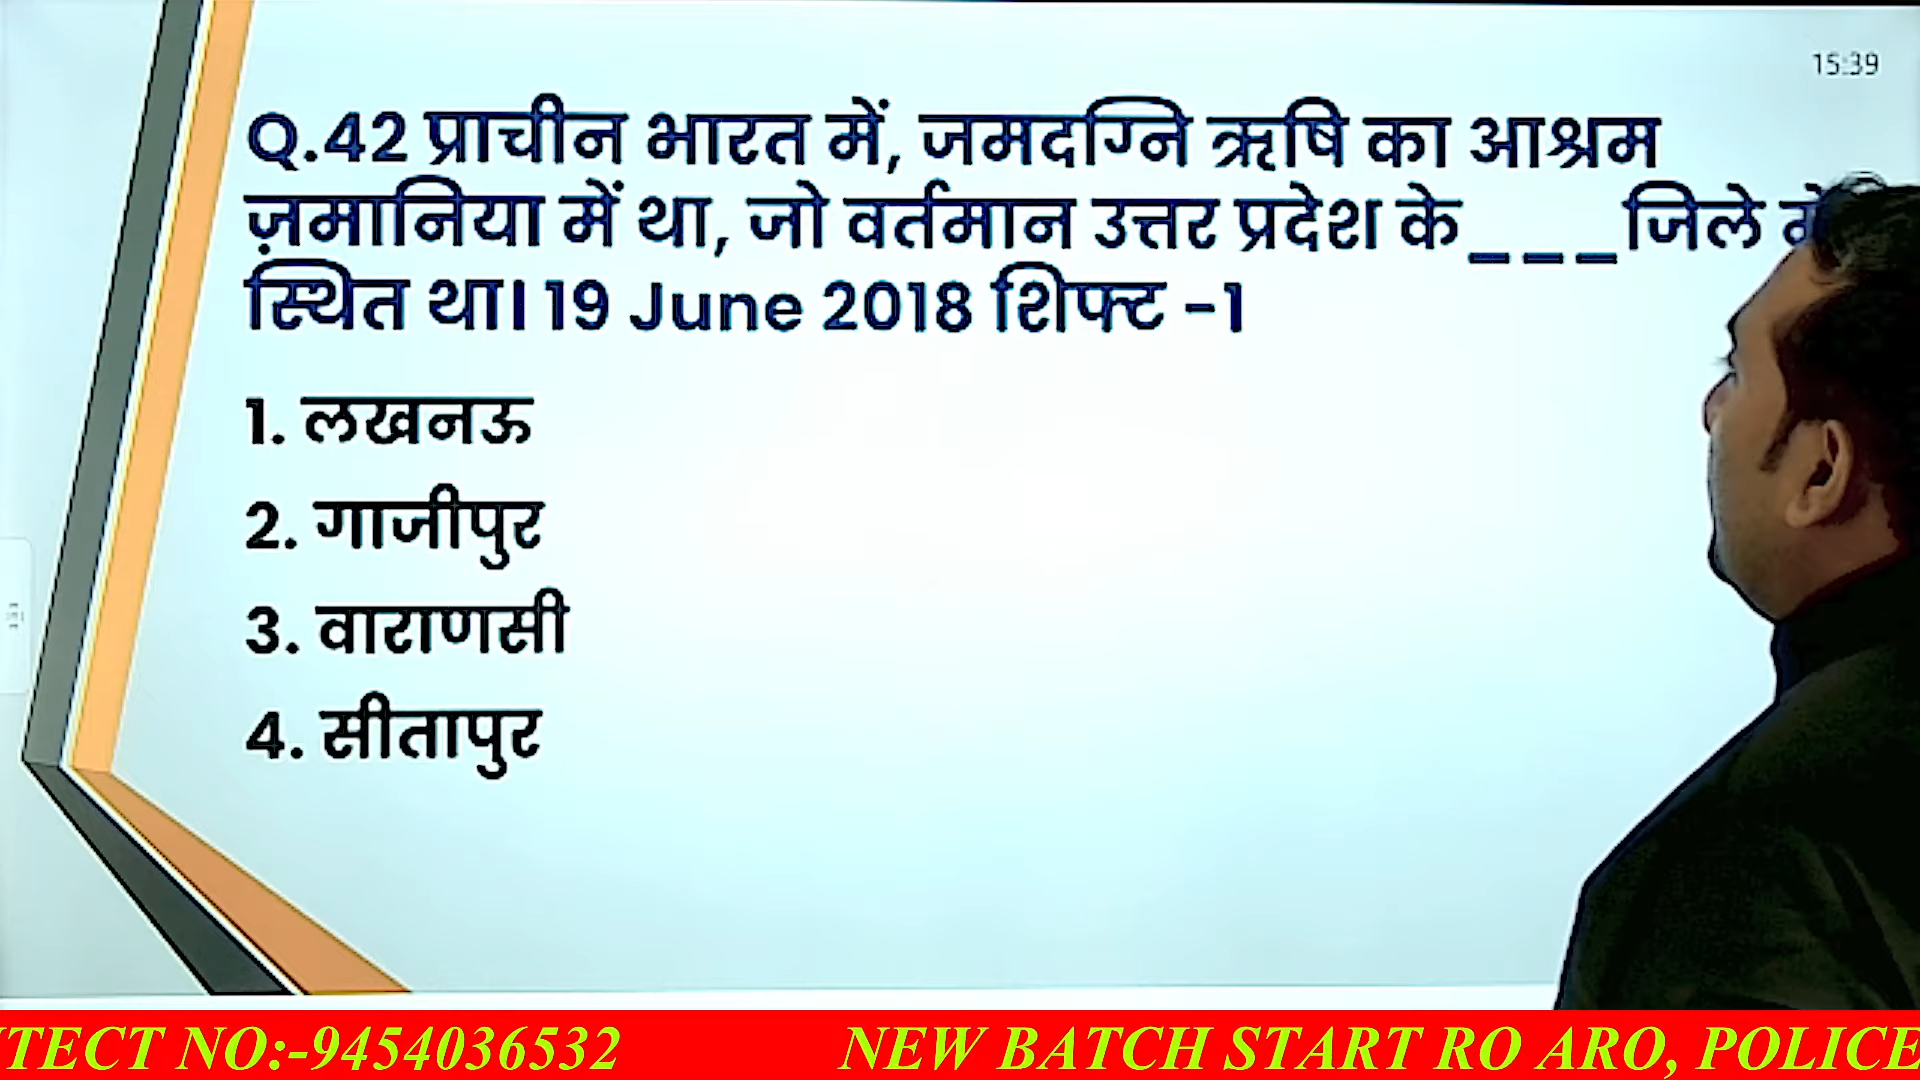 15:39
Q.42 प्राचीन भारत में, जमदग्नि ऋषि का आश्रम
ज़मानिया में था, जो वर्तमान उत्तर प्रदेश के___जिले में
स्थित था। 19 June 2018 शिफ्ट -1
1. लखनऊ
2. गाजीपुर
3. वाराणसी
4. सीतापुर
TECT NO:-9454036532 NEW BATCH START RO ARO, POLICE